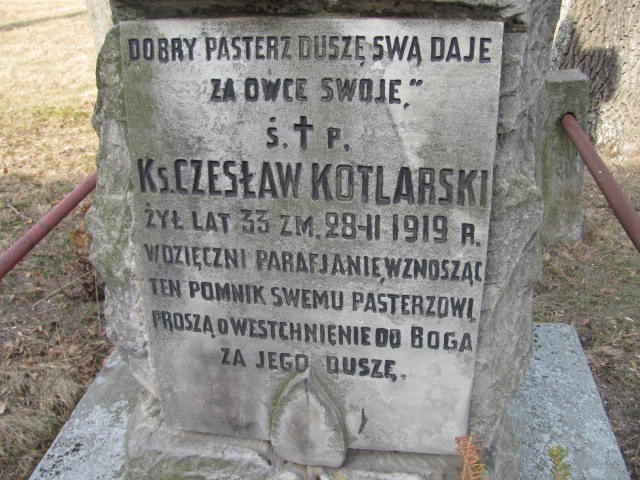 DOBRY PASTERZ DUSZĘ SWĄ DAJE
ZA OWCE SWOJE,"
Ś. ✝ P.
Ks. CZESŁAW KOTLARSKI
ŻYŁ LAT 33 ZM. 28-II 1919 R.
WDZIĘCZNI PARAFJANIE, WZNOSZĄC
TEN POMNIK SWEMU PASTERZOWI,
PROSZĄ O WESTCHNIENIE DO BOGA
ZA JEGO DUSZĘ.